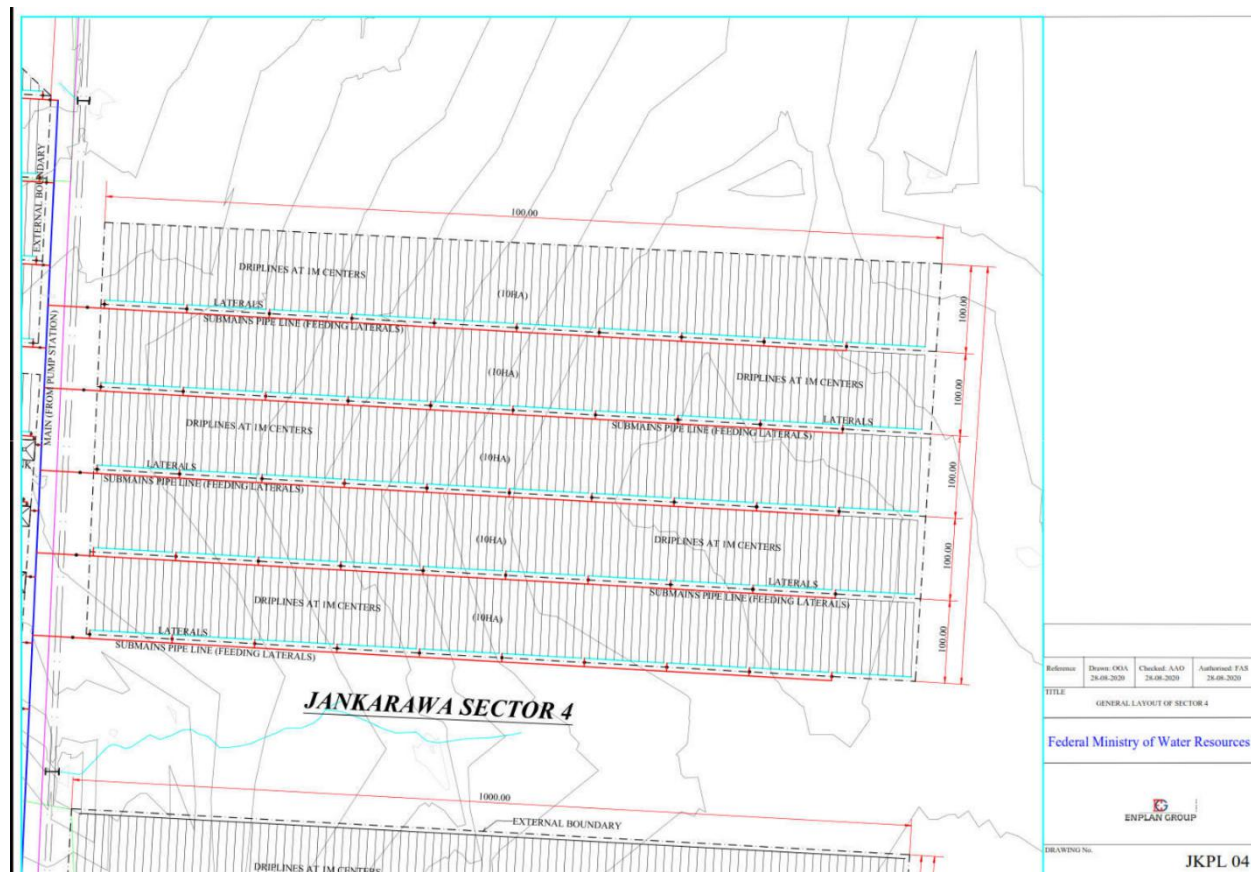 EXTERNAL BOUNDARY
MAIN (FROM PUMP STATION)
100.00
DRIPLINES AT 1M CENTERS
(10HA)
100.00
LATERALS
SUBMAINS PIPE LINE (FEEDING LATERALS)
(10HA)
DRIPLINES AT 1M CENTERS
100.00
LATERALS
SUBMAINS PIPE LINE (FEEDING LATERALS)
DRIPLINES AT 1M CENTERS
(10HA)
100.00
LATERALS
SUBMAINS PIPE LINE (FEEDING LATERALS)
(10HA)
DRIPLINES AT 1M CENTERS
100.00
LATERALS
SUBMAINS PIPE LINE (FEEDING LATERALS)
DRIPLINES AT 1M CENTERS
(10HA)
100.00
LATERALS
SUBMAINS PIPE LINE (FEEDING LATERALS)
JANKARAWA SECTOR 4
1000.00
EXTERNAL BOUNDARY
DRIPLINES AT 1M CENTERS
Reference
Drawn: OOA
28-08-2020
Checked: AAO
28-08-2020
Authorised: FAS
28-08-2020
TITLE
GENERAL LAYOUT OF SECTOR 4
Federal Ministry of Water Resources
ENPLAN GROUP
DRAWING No.
JKPL 04